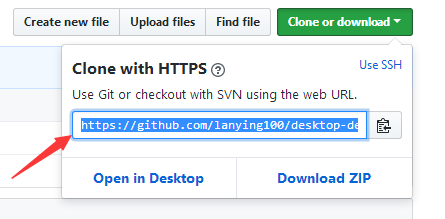 Create new file Upload files Find file Clone or download
Clone with HTTPS ? Use SSH
Use Git or checkout with SVN using the web URL.
https://github.com/lanying100/desktop-de
Open in Desktop Download ZIP